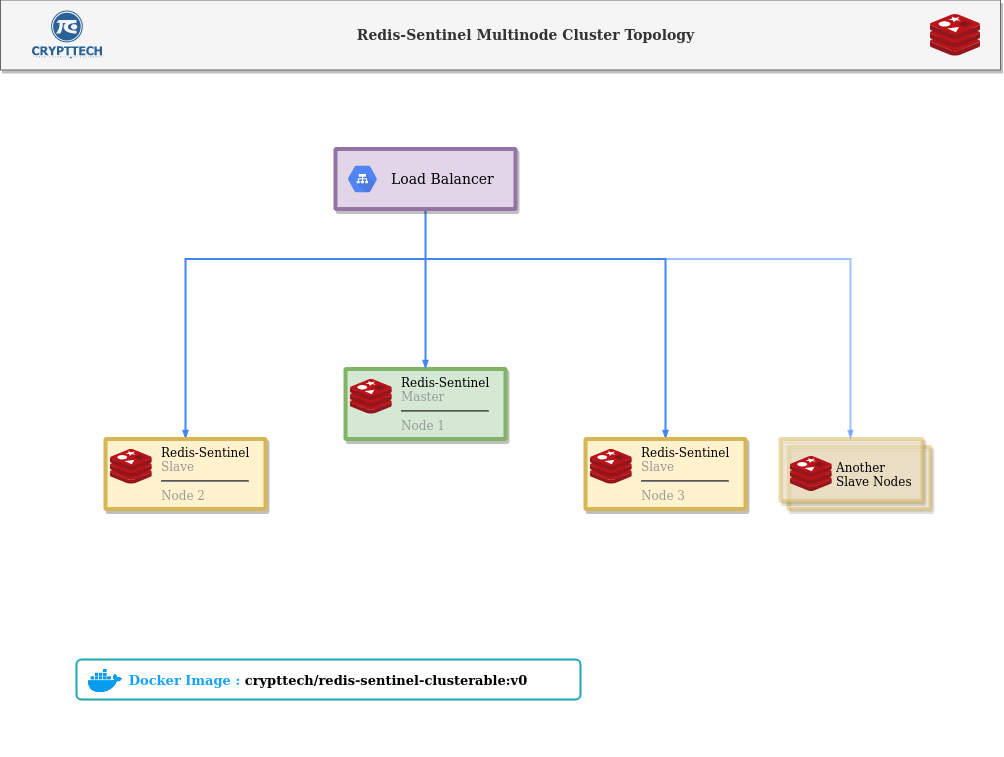 CRYPTTECH
Redis-Sentinel Multinode Cluster Topology
Load Balancer
Redis-Sentinel
Master
Node 1
Redis-Sentinel
Slave
Node 2
Redis-Sentinel
Slave
Node 3
Another
Slave Nodes
Docker Image : crypttech/redis-sentinel-clusterable:v0